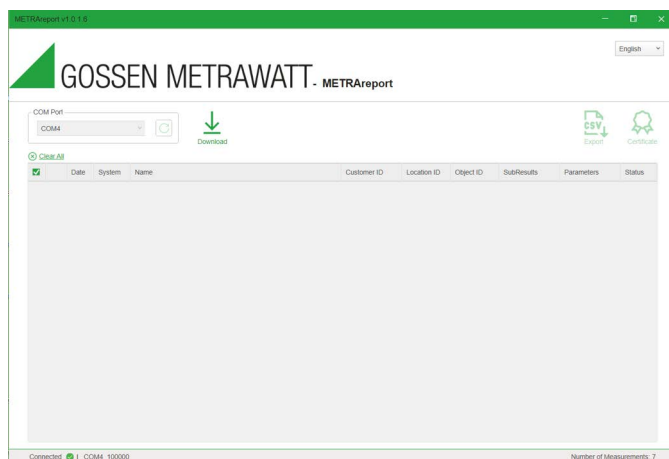 METRAreport v1.0.1.6
English
GOSSEN METRAWATT - METRAreport
COM Port
COM4
Download
CSV
Export
Certificate
Clear All
Date System Name Customer ID Location ID Object ID SubResults Parameters Status
Connected | COM4 100000 Number of Measurements: 7